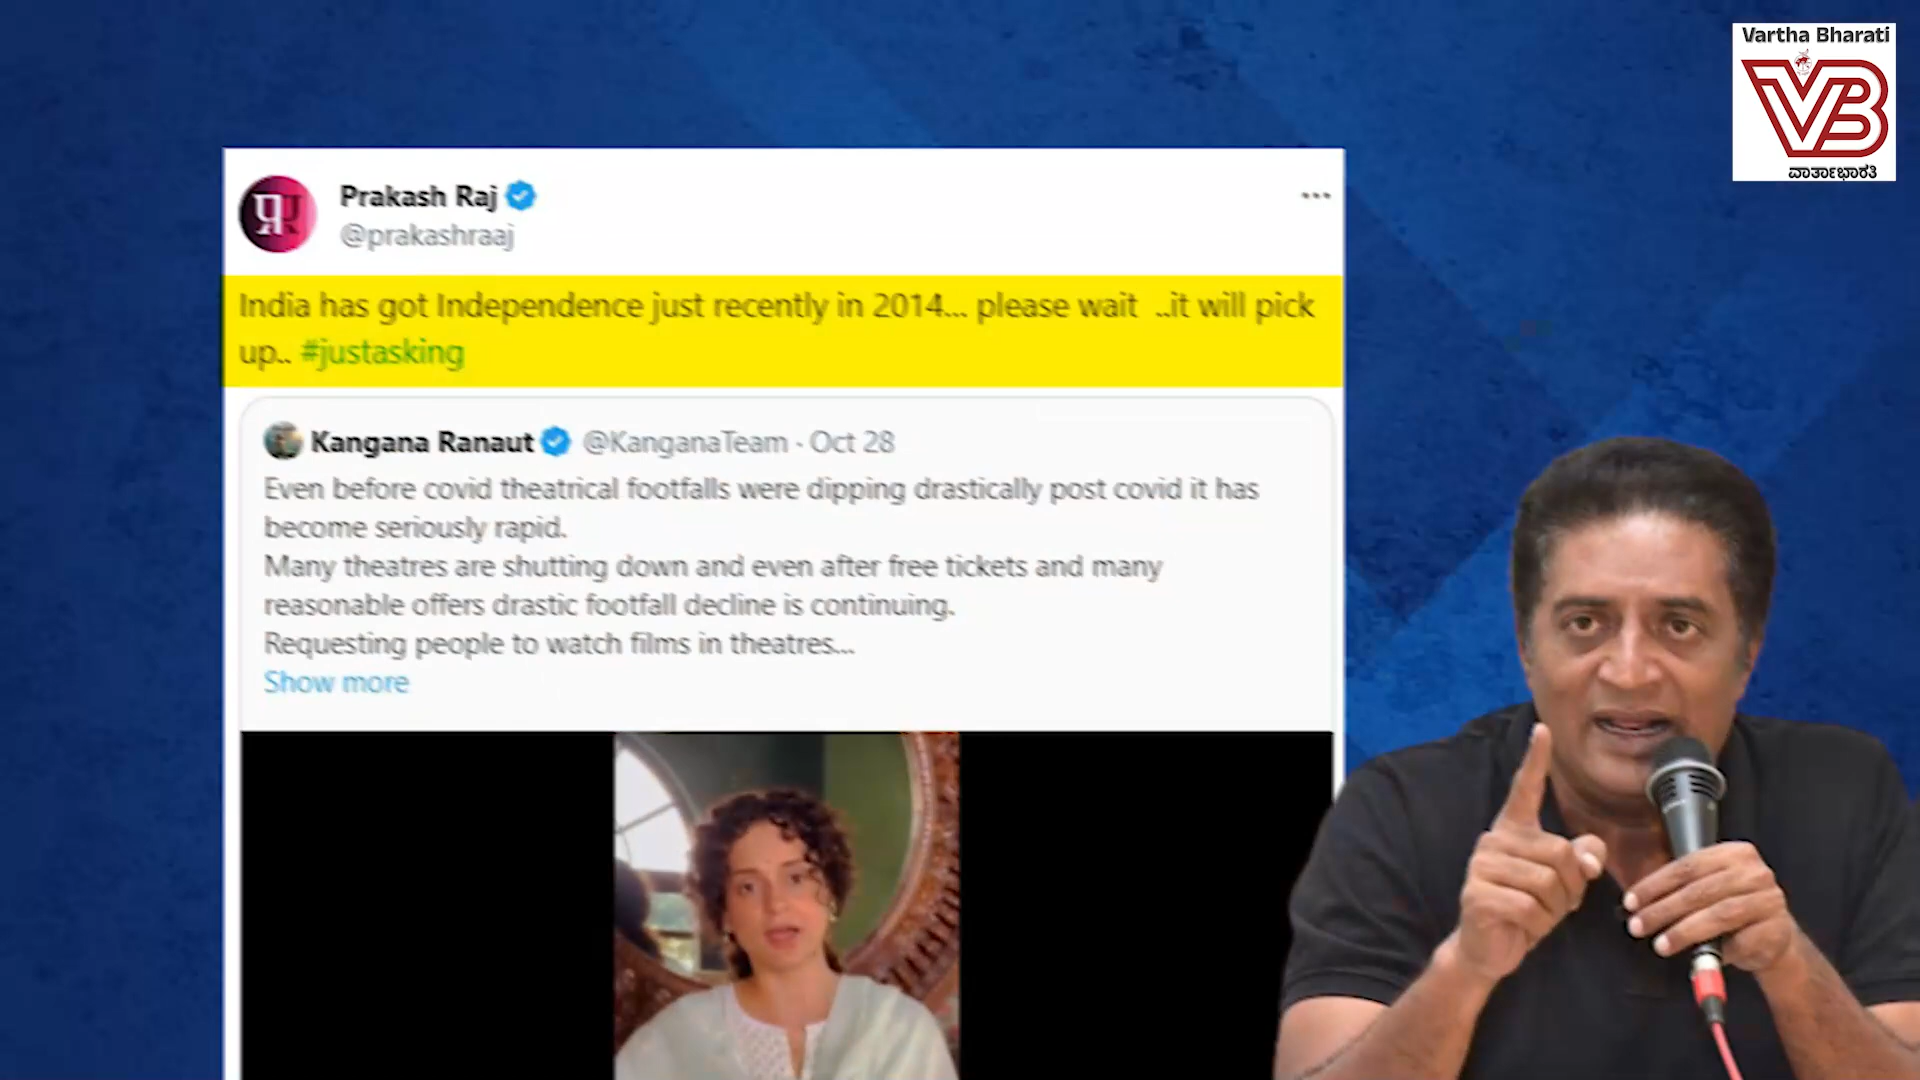 Vartha Bharati
VB
ವಾರ್ತಾಭಾರತಿ
Prakash Raj
@prakashraaj
India has got Independence just recently in 2014... please wait ..it will pick
up.. #justasking
Kangana Ranaut @KanganaTeam · Oct 28
Even before covid theatrical footfalls were dipping drastically post covid it has
become seriously rapid.
Many theatres are shutting down and even after free tickets and many
reasonable offers drastic footfall decline is continuing.
Requesting people to watch films in theatres...
Show more